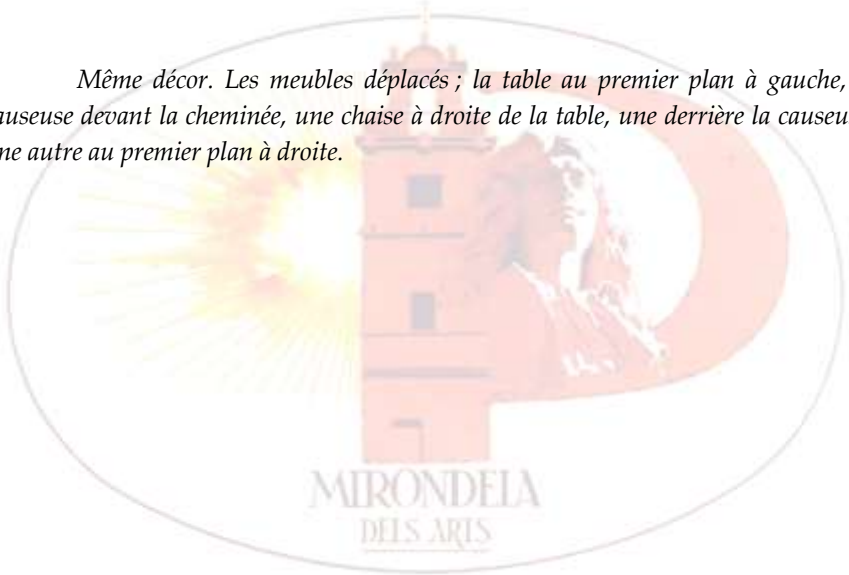 Même décor. Les meubles déplacés ; la table au premier plan à gauche,
auseuse devant la cheminée, une chaise à droite de la table, une derrière la causeu
ne autre au premier plan à droite.
MIRONDELA
DELS ARTS